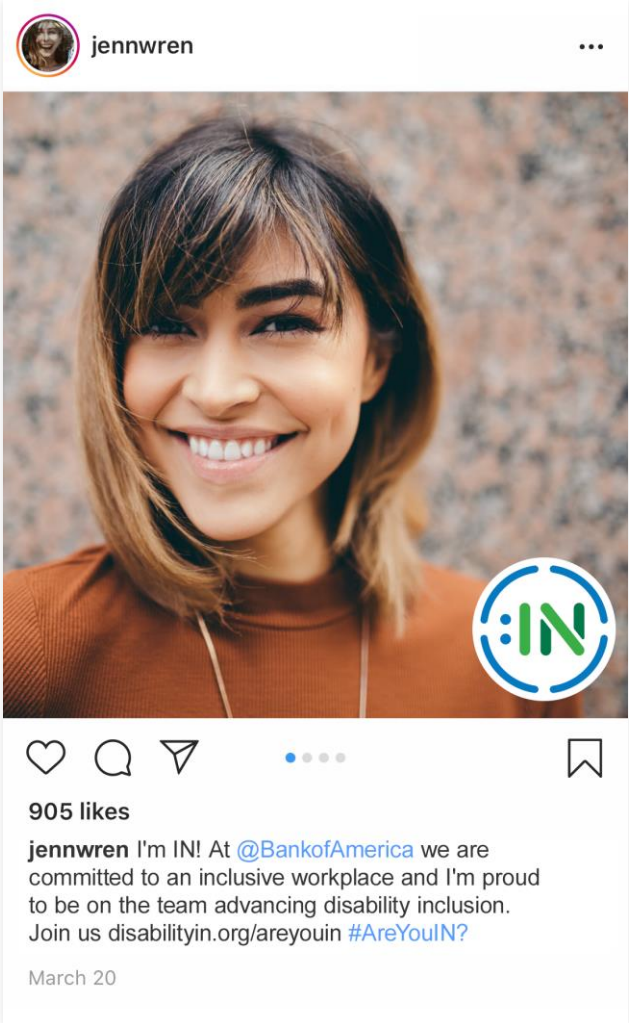 jennwren
:IN
905 likes
jennwren I'm IN! At @BankofAmerica we are
committed to an inclusive workplace and I'm proud
to be on the team advancing disability inclusion.
Join us disabilityin.org/areyouin #AreYouIN?
March 20